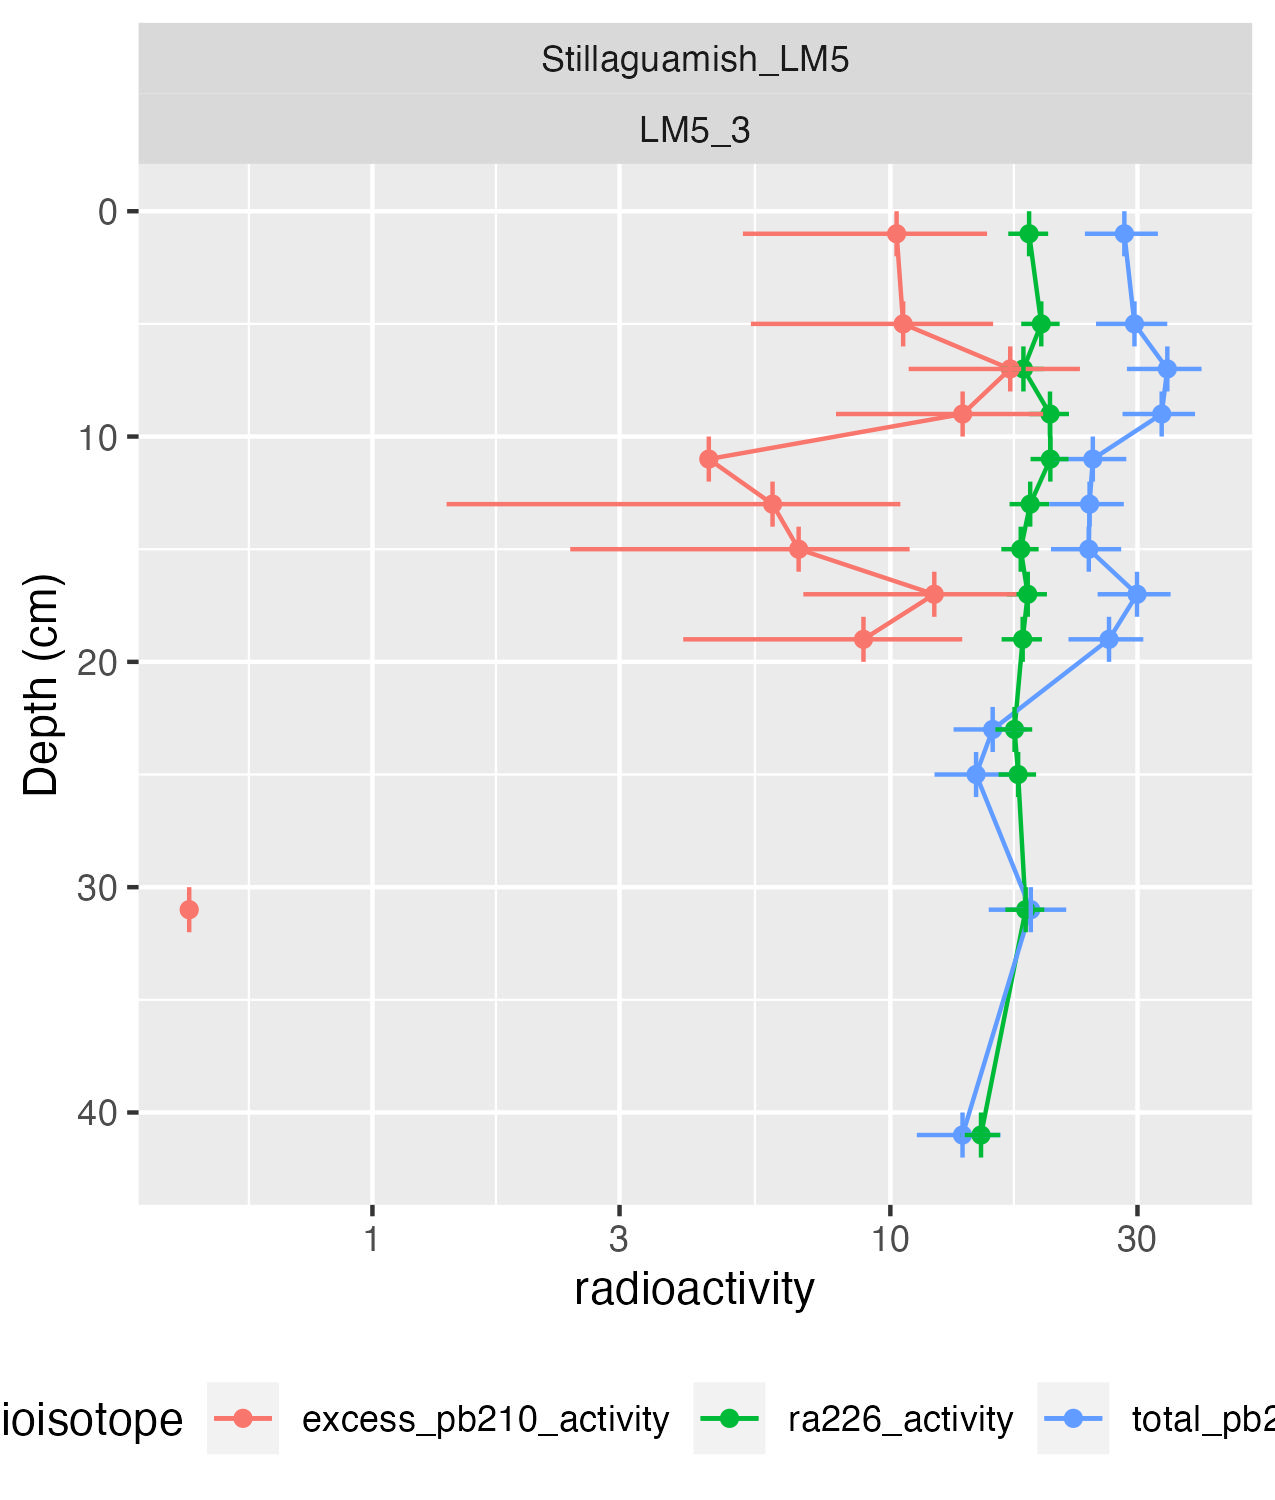 Stillaguamish_LM5
LM5_3
0
10
20
30
40
Depth (cm)
1 3 10 30
radioactivity
ioisotope excess_pb210_activity ra226_activity total_pb2